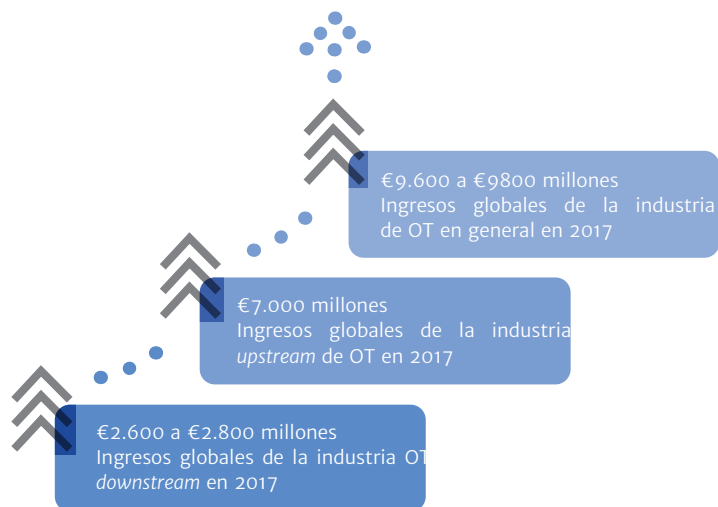 €9.600 a €9800 millones
Ingresos globales de la industria
de OT en general en 2017
€7.000 millones
Ingresos globales de la industria
upstream de OT en 2017
€2.600 a €2.800 millones
Ingresos globales de la industria OT
downstream en 2017